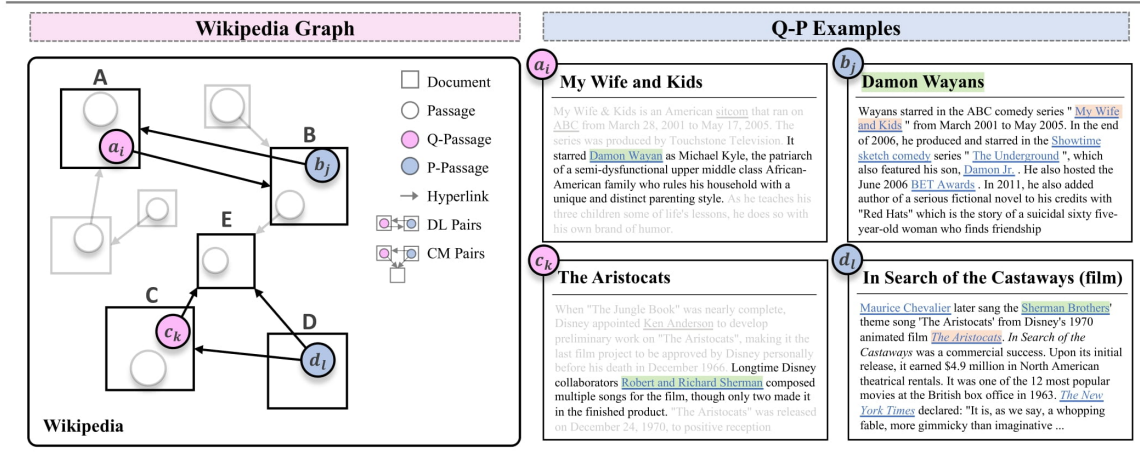 Wikipedia Graph
Q-P Examples
A
B
C
D
E
a_i
b_j
c_k
d_l
Document
Passage
Q-Passage
P-Passage
Hyperlink
DL Pairs
CM Pairs
Wikipedia
a_i
My Wife and Kids
My Wife & Kids is an American sitcom that ran on
ABC from March 28, 2001 to May 17, 2005. The
series was produced by Touchstone Television. It
starred Damon Wayan as Michael Kyle, the patriarch
of a semi-dysfunctional upper middle class African-
American family who rules his household with a
unique and distinct parenting style. As he teaches his
three children some of life's lessons, he does so with
his own brand of humor.
b_j
Damon Wayans
Wayans starred in the ABC comedy series " My Wife
and Kids " from March 2001 to May 2005. In the end
of 2006, he produced and starred in the Showtime
sketch comedy series " The Underground ", which
also featured his son, Damon Jr. . He also hosted the
June 2006 BET Awards . In 2011, he also added
author of a serious fictional novel to his credits with
"Red Hats" which is the story of a suicidal sixty five-
year-old woman who finds friendship
c_k
The Aristocats
When "The Jungle Book" was nearly complete,
Disney appointed Ken Anderson to develop
preliminary work on "The Aristocats", making it the
last film project to be approved by Disney personally
before his death in December 1966. Longtime Disney
collaborators Robert and Richard Sherman composed
multiple songs for the film, though only two made it
in the finished product. "The Aristocats" was released
on December 24, 1970, to positive reception
d_l
In Search of the Castaways (film)
Maurice Chevalier later sang the Sherman Brothers'
theme song 'The Aristocats' from Disney's 1970
animated film The Aristocats. In Search of the
Castaways was a commercial success. Upon its initial
release, it earned $4.9 million in North American
theatrical rentals. It was one of the 12 most popular
movies at the British box office in 1963. The New
York Times declared: "It is, as we say, a whopping
fable, more gimmicky than imaginative ...